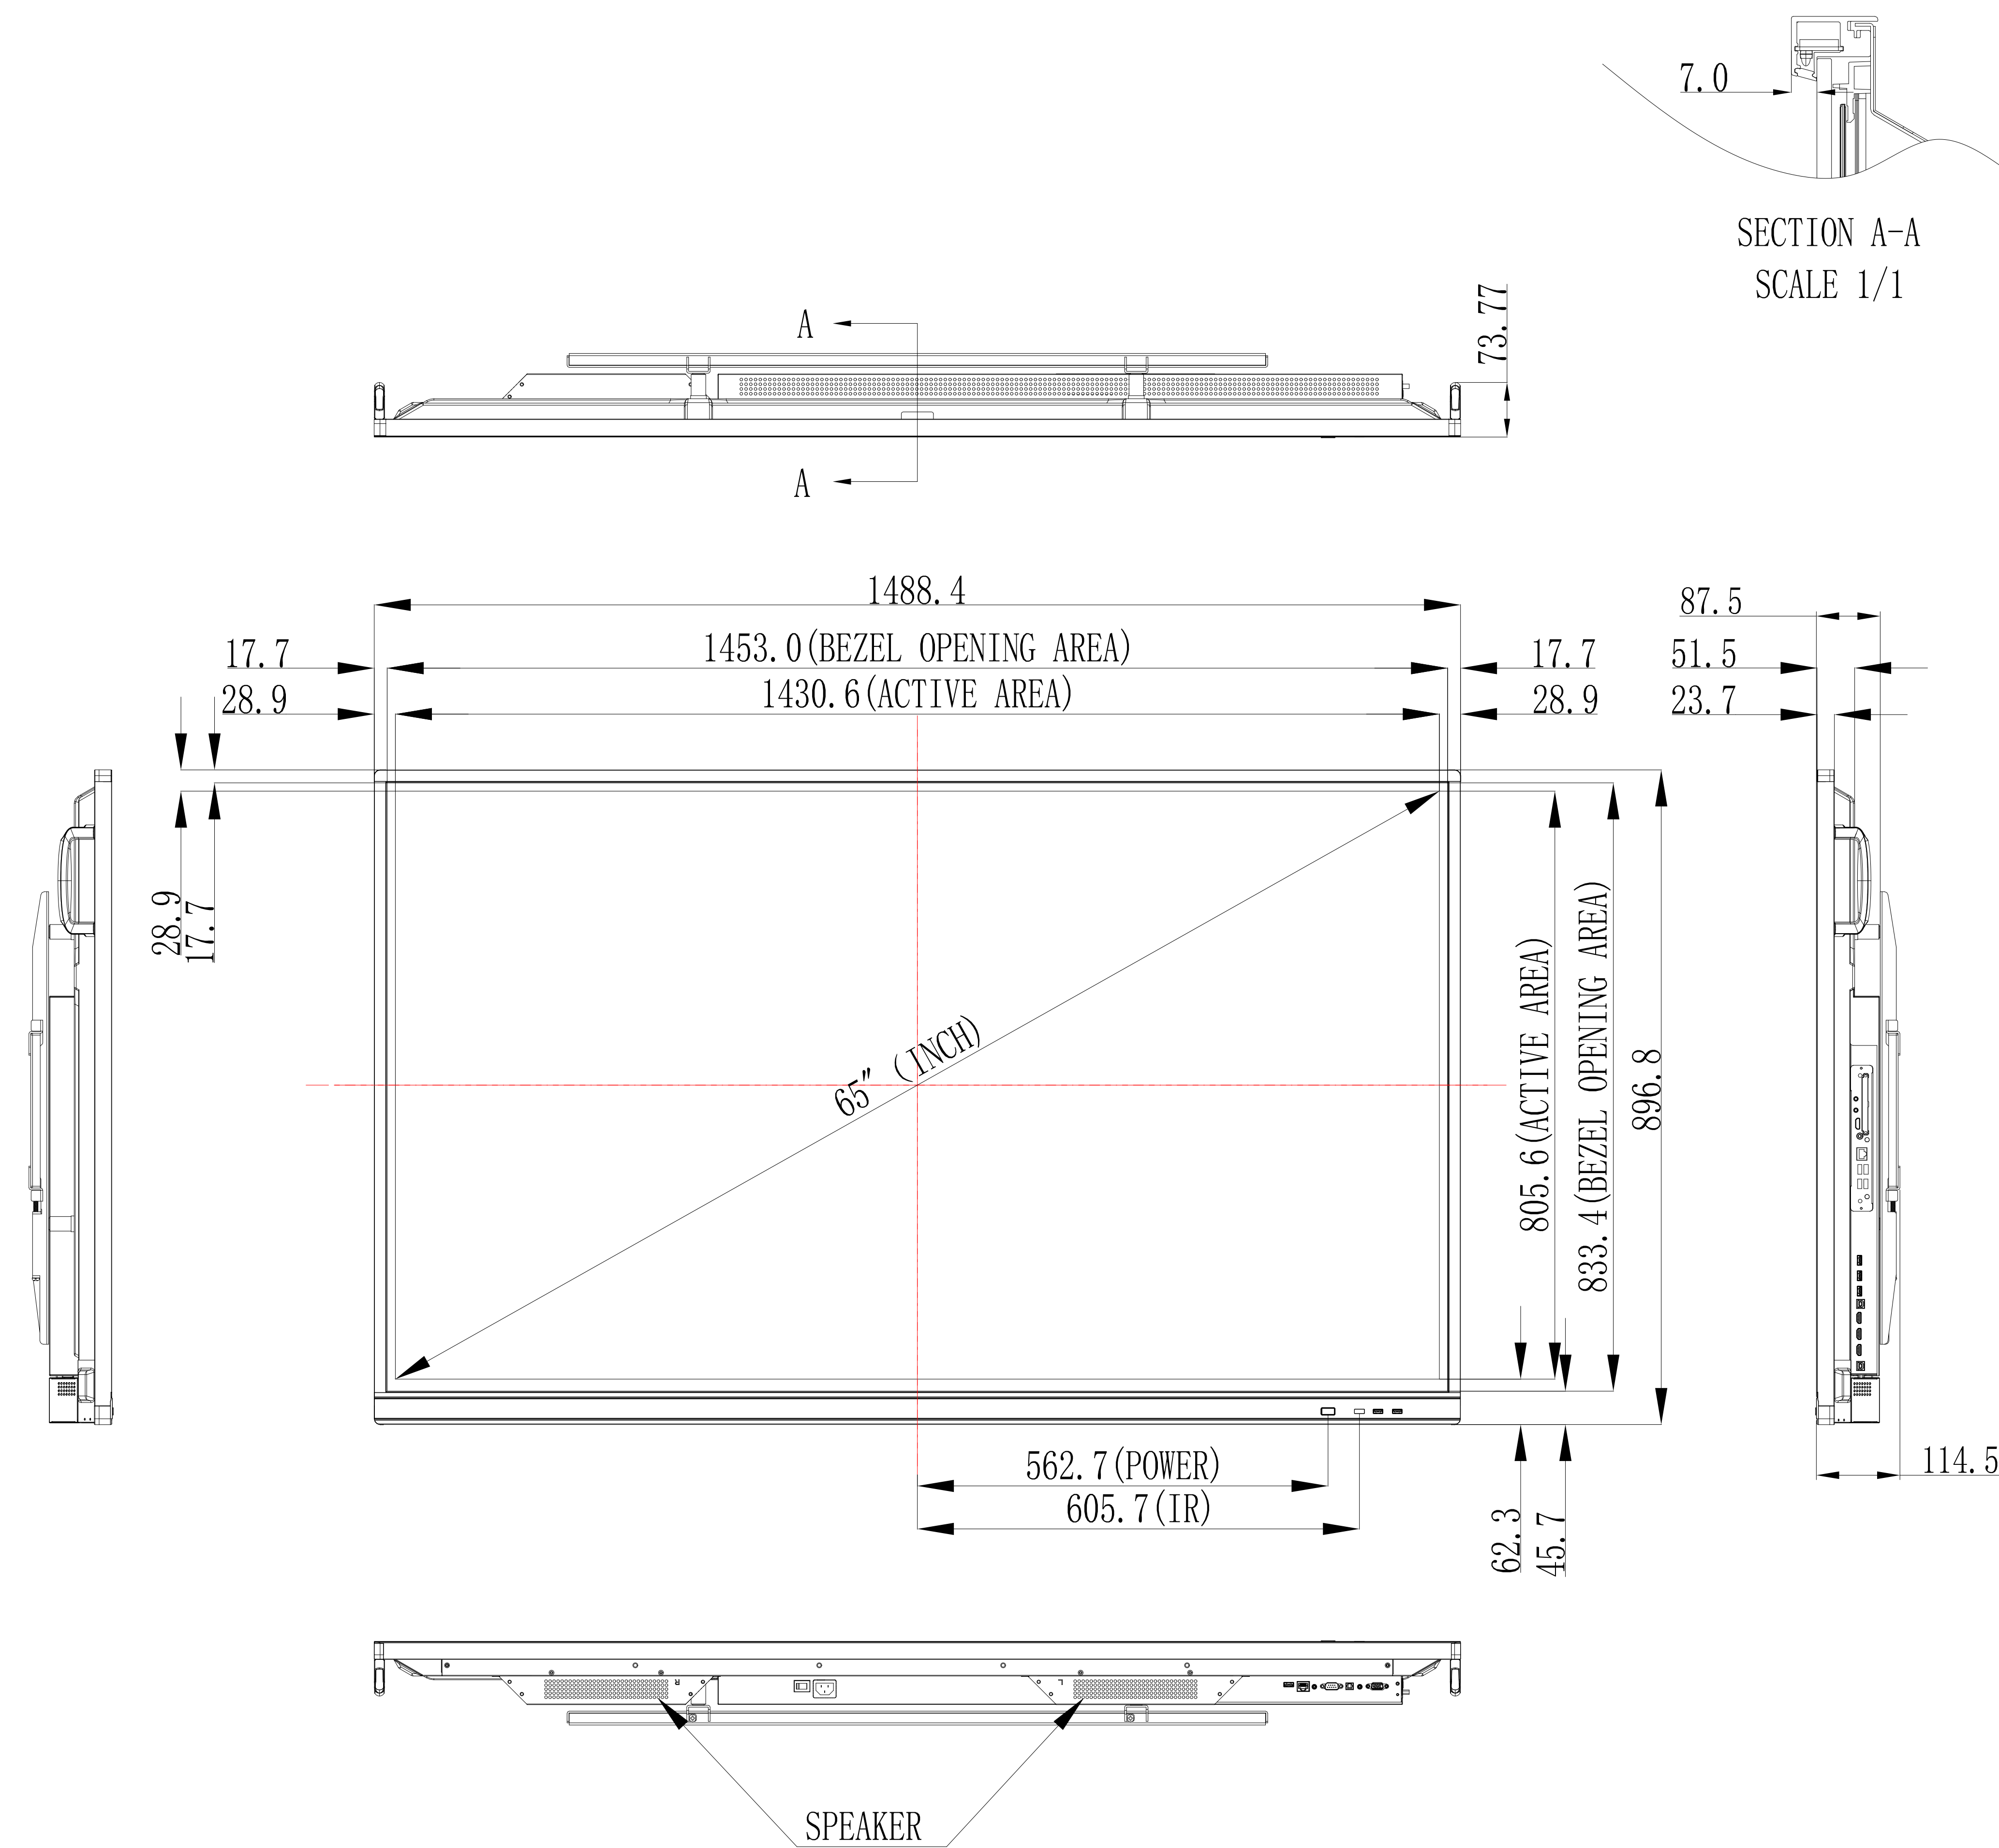 7.0
SECTION A-A
SCALE 1/1
73.77
A
A
1488.4
87.5
17.7
1453.0(BEZEL OPENING AREA)
17.7
51.5
28.9
1430.6(ACTIVE AREA)
28.9
23.7
28.9
17.7
65" (INCH)
805.6(ACTIVE AREA)
833.4(BEZEL OPENING AREA)
896.8
562.7(POWER)
114.5
605.7(IR)
62.3
45.7
R
L
SPEAKER